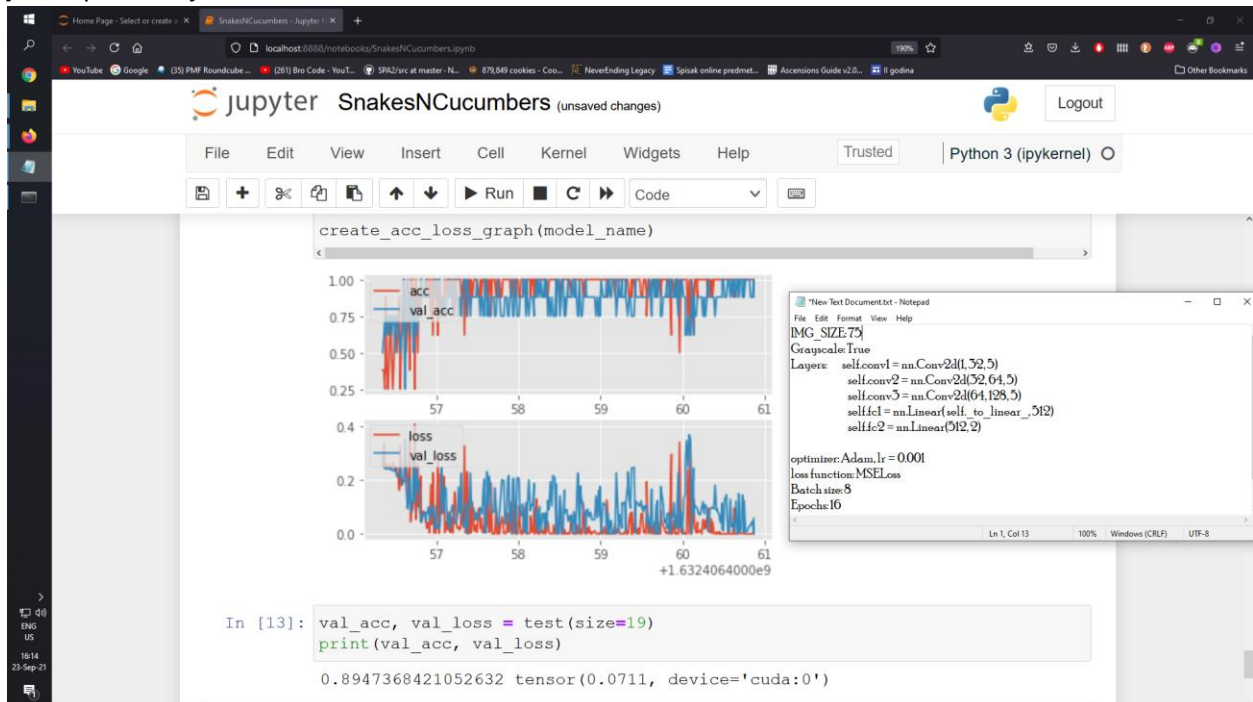 Home Page - Select or create a
SnakesNCucumbers - Jupyter
localhost:8888/notebooks/SnakesNCucumbers.ipynb
190%
YouTube
Google
(35) PMF Roundcube ...
(261) Bro Code - YouT...
SPA2/src at master · N...
879,849 cookies - Coo...
NeverEnding Legacy
Spisak online predmet...
Ascensions Guide v2.0...
II godina
Other Bookmarks
jupyter SnakesNCucumbers (unsaved changes)
Logout
File Edit View Insert Cell Kernel Widgets Help
Trusted
Python 3 (ipykernel)
Run
Code
create_acc_loss_graph(model_name)
1.00
0.75
0.50
0.25
acc
val_acc
57 58 59 60 61
0.4
0.2
0.0
loss
val_loss
57 58 59 60 61
+1.6324064000e9
*New Text Document.txt - Notepad
File Edit Format View Help
IMG_SIZE:75
Grayscale:True
Layers: self.conv1 = nn.Conv2d(1,32,5)
self.conv2 = nn.Conv2d(32,64,5)
self.conv3 = nn.Conv2d(64,128,5)
self.fc1 = nn.Linear(self._to_linear_,512)
self.fc2 = nn.Linear(512,2)
optimizer:Adam, lr = 0.001
loss function:MSELoss
Batch size:8
Epochs:16
Ln 1, Col 13 100% Windows (CRLF) UTF-8
In [13]: val_acc, val_loss = test(size=19)
print(val_acc, val_loss)
0.8947368421052632 tensor(0.0711, device='cuda:0')
ENG
US
16:14
23-Sep-21